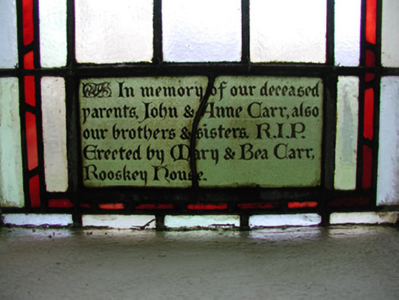 In memory of our deceased
parents, John & Anne Carr, also
our brothers & sisters. R.I.P.
Erected by Mary & Bea Carr,
Rooskey House.